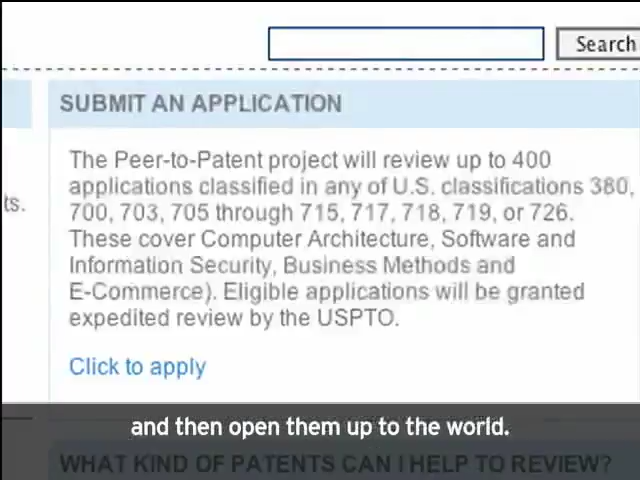 Search
SUBMIT AN APPLICATION
The Peer-to-Patent project will review up to 400
applications classified in any of U.S. classifications 380,
ts.
700, 703, 705 through 715, 717, 718, 719, or 726.
These cover Computer Architecture, Software and
Information Security, Business Methods and
E-Commerce). Eligible applications will be granted
expedited review by the USPTO.
Click to apply
and then open them up to the world.
WHAT KIND OF PATENTS CAN I HELP TO REVIEW?